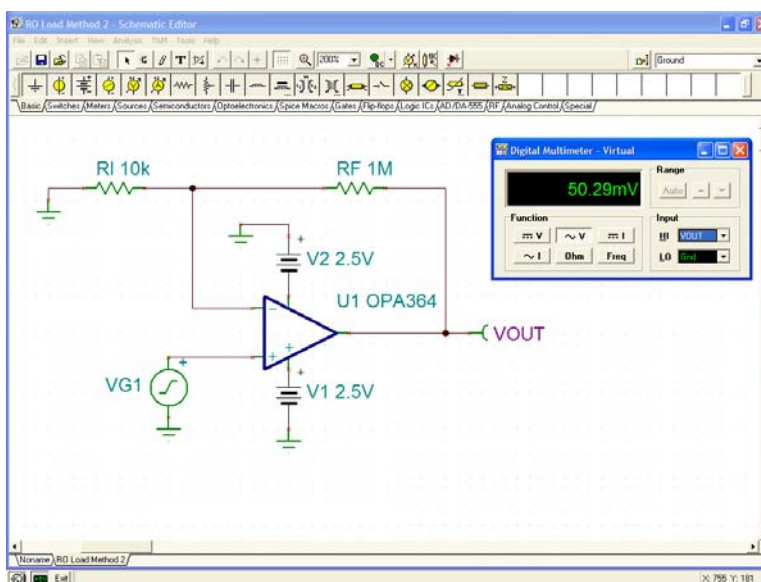 RO Load Method 2 - Schematic Editor
File Edit Insert View Analysis T&M Tools Help
200%
Ground
Basic Switches Meters Sources Semiconductors Optoelectronics Spice Macros Gates Flip-flops Logic ICs AD/DA-555 RF Analog Control Special
RI 10k
RF 1M
V2 2.5V
U1 OPA364
VOUT
VG1
V1 2.5V
Digital Multimeter - Virtual
50.29mV
Range
Auto
Function
V
V
I
I
Ohm
Freq
Input
HI VOUT
LO Gnd
Noname RO Load Method 2
Exit
X: 755 Y: 181